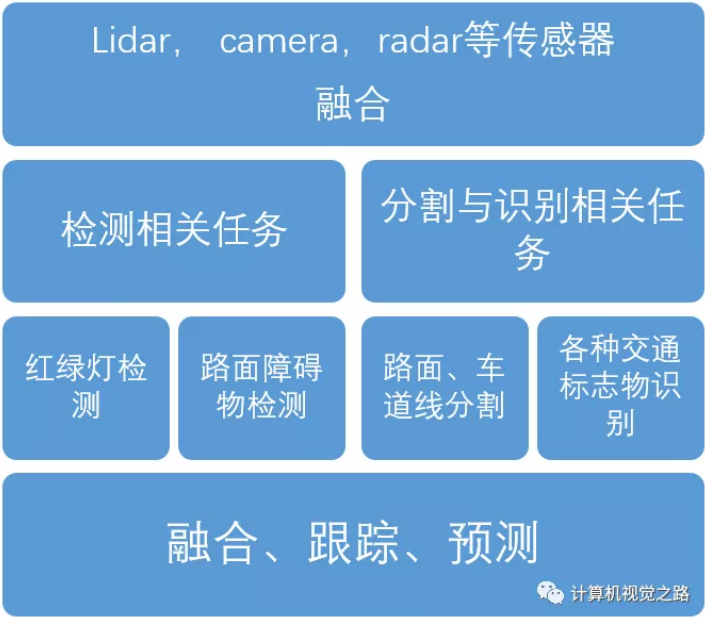 Lidar， camera，radar等传感器
融合
检测相关任务
分割与识别相关任
务
红绿灯检
测
路面障碍
物检测
路面、车
道线分割
各种交通
标志物识
别
融合、跟踪、预测
计算机视觉之路